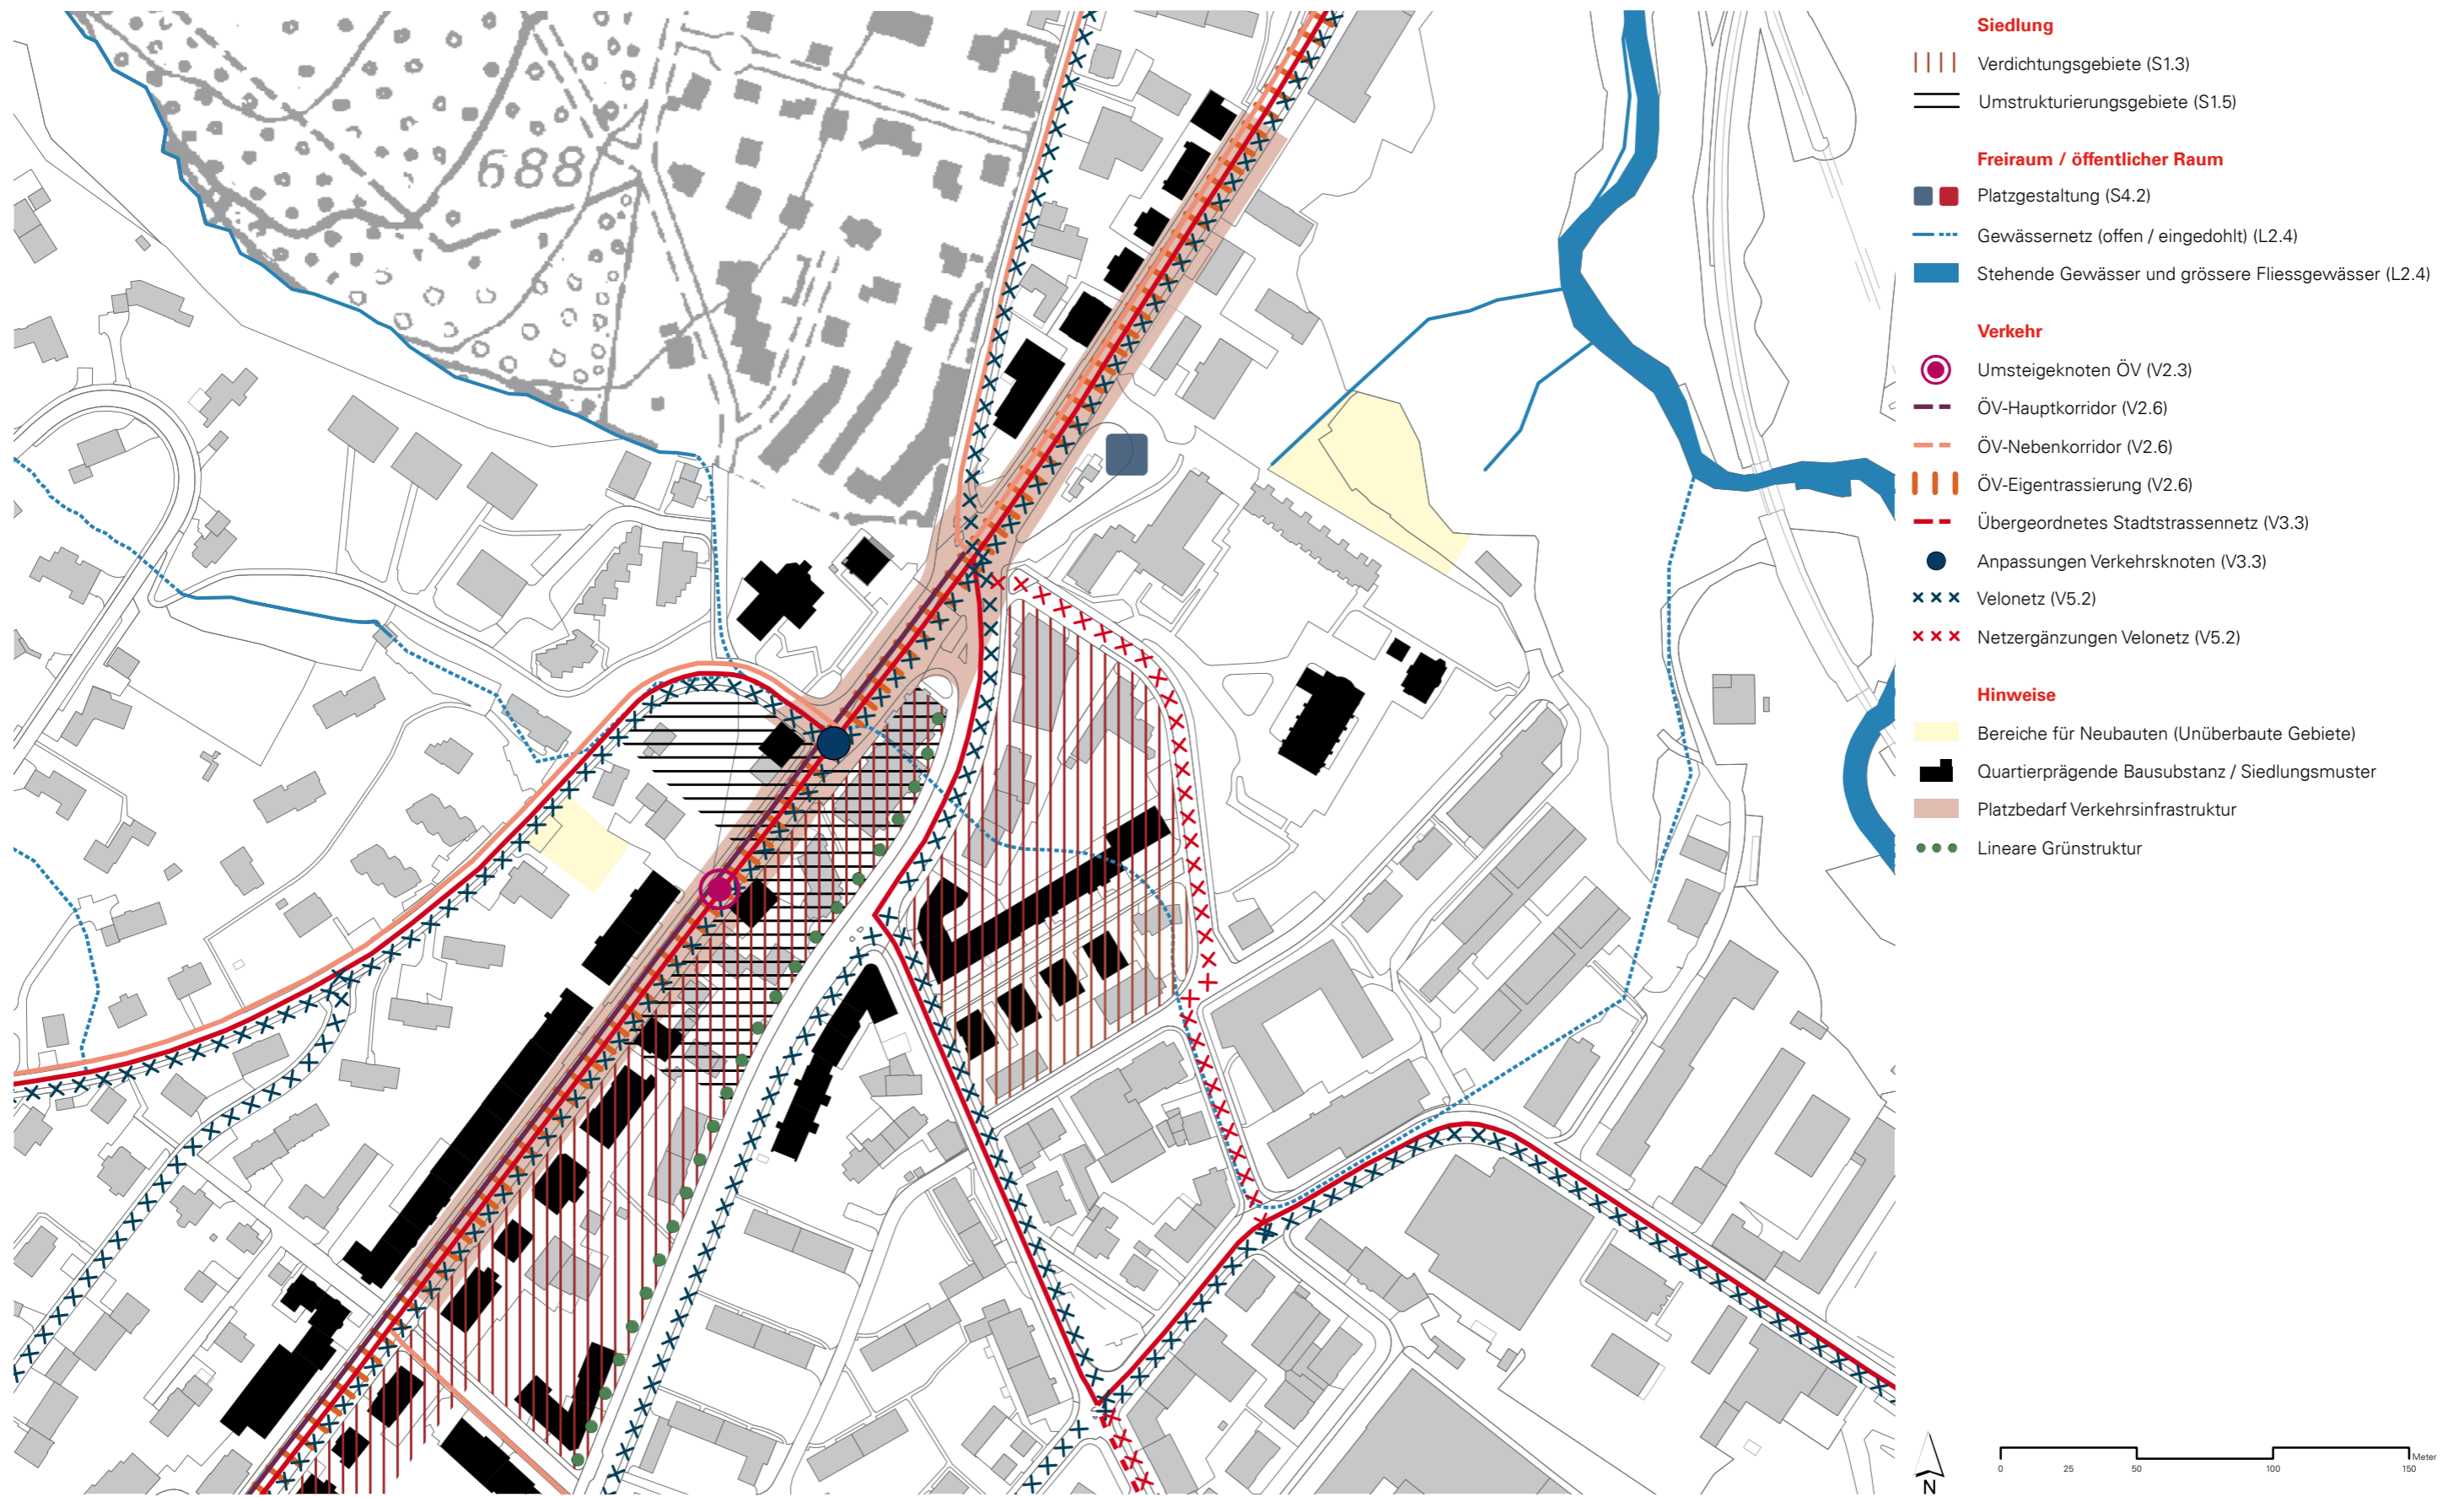 688
Siedlung
Verdichtungsgebiete (S1.3)
Umstrukturierungsgebiete (S1.5)
Freiraum / öffentlicher Raum
Platzgestaltung (S4.2)
Gewässernetz (offen / eingedohlt) (L2.4)
Stehende Gewässer und grössere Fliessgewässer (L2.4)
Verkehr
Umsteigeknoten ÖV (V2.3)
ÖV-Hauptkorridor (V2.6)
ÖV-Nebenkorridor (V2.6)
ÖV-Eigentrassierung (V2.6)
Übergeordnetes Stadtstrassennetz (V3.3)
Anpassungen Verkehrsknoten (V3.3)
Velonetz (V5.2)
Netzergänzungen Velonetz (V5.2)
Hinweise
Bereiche für Neubauten (Unüberbaute Gebiete)
Quartierprägende Bausubstanz / Siedlungsmuster
Platzbedarf Verkehrsinfrastruktur
Lineare Grünstruktur
N
Meter
0 25 50 100 150